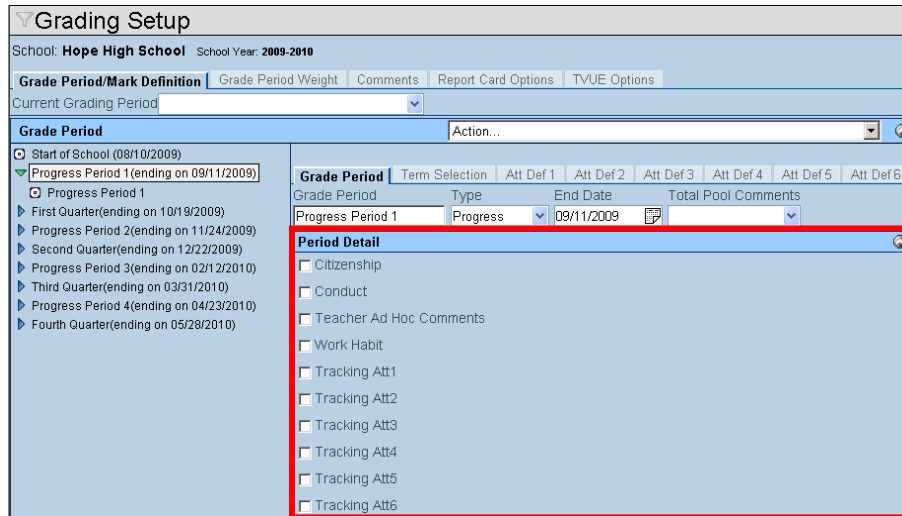 Grading Setup
School: Hope High School School Year: 2009-2010
Grade Period/Mark Definition Grade Period Weight Comments Report Card Options TVUE Options
Current Grading Period
Grade Period Action...
Start of School (08/10/2009)
Progress Period 1(ending on 09/11/2009)
Progress Period 1
First Quarter(ending on 10/19/2009)
Progress Period 2(ending on 11/24/2009)
Second Quarter(ending on 12/22/2009)
Progress Period 3(ending on 02/12/2010)
Third Quarter(ending on 03/31/2010)
Progress Period 4(ending on 04/23/2010)
Fourth Quarter(ending on 05/28/2010)
Grade Period Term Selection Att Def 1 Att Def 2 Att Def 3 Att Def 4 Att Def 5 Att Def 6
Grade Period Type End Date Total Pool Comments
Progress Period 1 Progress 09/11/2009
Period Detail
Citizenship
Conduct
Teacher Ad Hoc Comments
Work Habit
Tracking Att1
Tracking Att2
Tracking Att3
Tracking Att4
Tracking Att5
Tracking Att6